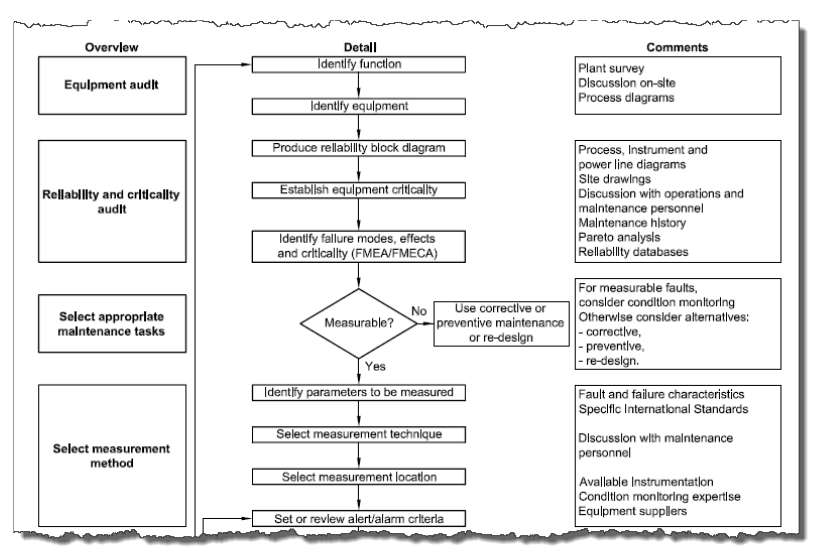 Overview
Detail
Comments
Equipment audit
Identify function
Identify equipment
Plant survey
Discussion on-site
Process diagrams
Reliability and criticality
audit
Produce reliability block diagram
Establish equipment criticality
Identify failure modes, effects
and criticality (FMEA/FMECA)
Process, instrument and
power line diagrams
Site drawings
Discussion with operations and
maintenance personnel
Maintenance history
Pareto analysis
Reliability databases
Select appropriate
maintenance tasks
Measurable?
No
Yes
Use corrective or
preventive maintenance
or re-design
For measurable faults,
consider condition monitoring
Otherwise consider alternatives:
- corrective,
- preventive,
- re-design.
Select measurement
method
Identify parameters to be measured
Select measurement technique
Select measurement location
Set or review alert/alarm criteria
Fault and failure characteristics
Specific International Standards
Discussion with maintenance
personnel
Available instrumentation
Condition monitoring expertise
Equipment suppliers